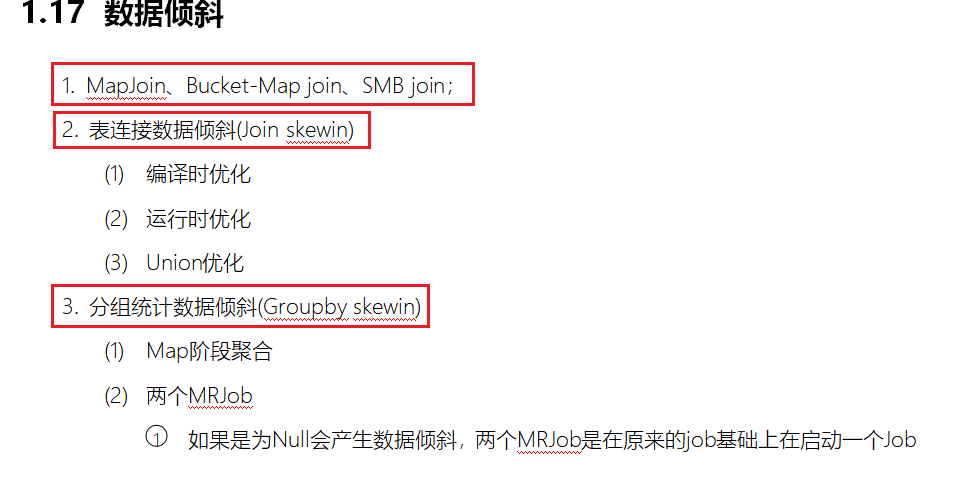 1.17 数据倾斜
1. MapJoin、Bucket-Map join、SMB join；
2. 表连接数据倾斜(Join skewin)
(1) 编译时优化
(2) 运行时优化
(3) Union优化
3. 分组统计数据倾斜(Groupby skewin)
(1) Map阶段聚合
(2) 两个MRJob
① 如果是为Null会产生数据倾斜，两个MRJob是在原来的job基础上在启动一个Job